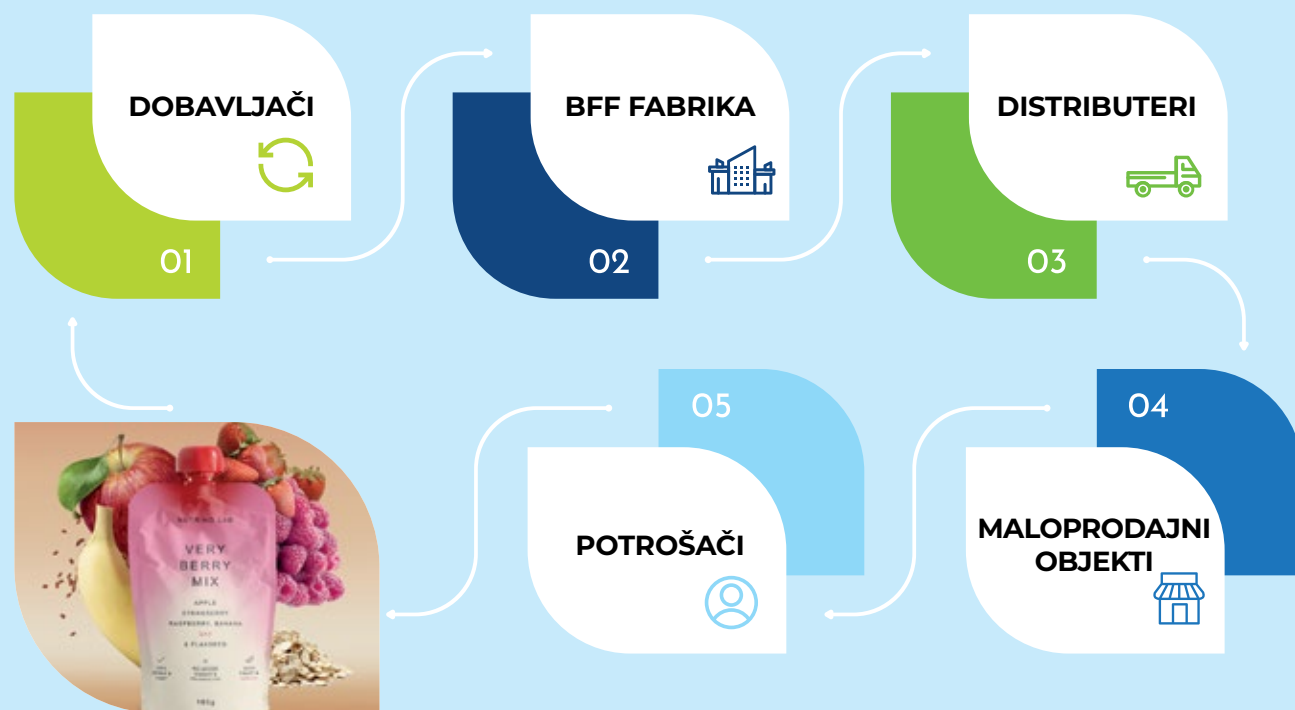 DOBAVLJAČI
01
BFF FABRIKA
02
DISTRIBUTERI
03
04
MALOPRODAJNI
OBJEKTI
05
POTROŠAČI
VERY
BERRY
MIX
APPLE
STRAWBERRY
RASPBERRY, BANANA